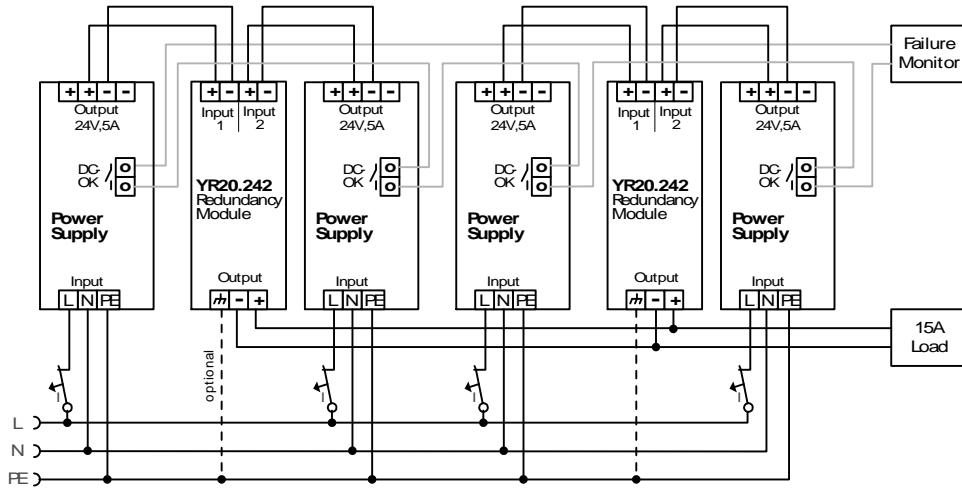 Failure
Monitor
+ + - -
Output
24V,5A
DC-
OK
Power
Supply
Input
L N PE
+ - + -
Input
1
Input
2
YR20.242
Redundancy
Module
Output
- +
optional
+ + - -
Output
24V,5A
DC-
OK
Power
Supply
Input
L N PE
+ + - -
Output
24V,5A
DC-
OK
Power
Supply
Input
L N PE
+ - + -
Input
1
Input
2
YR20.242
Redundancy
Module
Output
- +
+ + - -
Output
24V,5A
DC-
OK
Power
Supply
Input
L N PE
15A
Load
I
I
I
I
L
N
PE